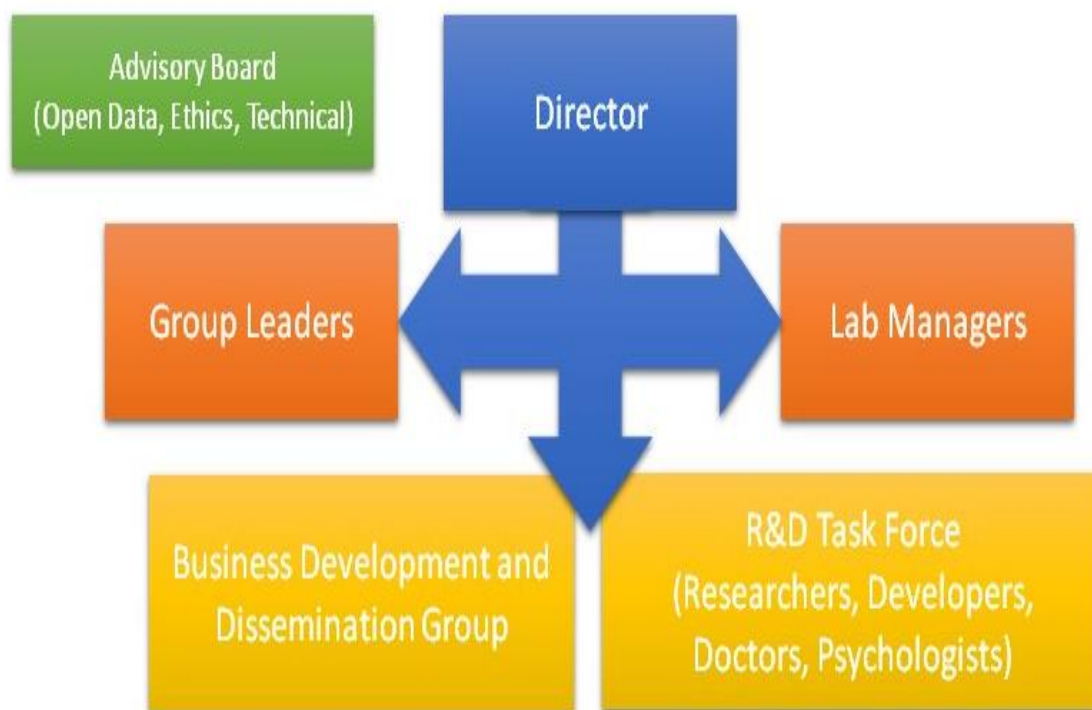 Advisory Board
(Open Data, Ethics, Technical)
Director
Group Leaders
Lab Managers
Business Development and
Dissemination Group
R&D Task Force
(Researchers, Developers,
Doctors, Psychologists)